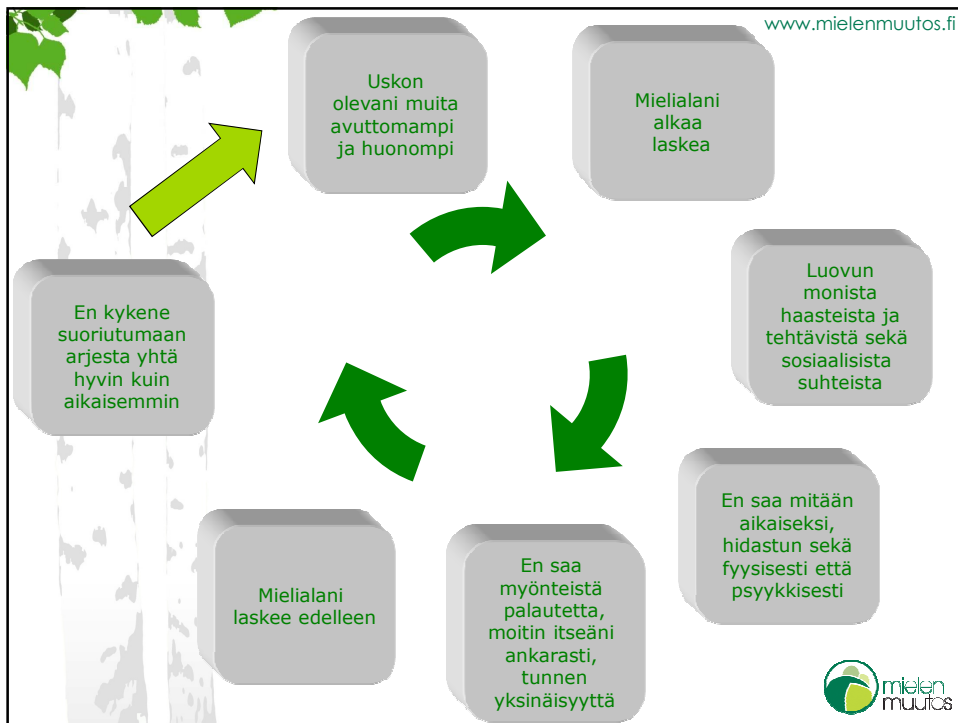 www.mielenmuutos.fi
Uskon
olevani muita
avuttomampi
ja huonompi
Mielialani
alkaa
laskea
Luovun
monista
haasteista ja
tehtävistä sekä
sosiaalisista
suhteista
En saa mitään
aikaiseksi,
hidastun sekä
fyysisesti että
psyykkisesti
En saa
myönteistä
palautetta,
moitin itseäni
ankarasti,
tunnen
yksinäisyyttä
Mielialani
laskee edelleen
En kykene
suoriutumaan
arjesta yhtä
hyvin kuin
aikaisemmin
mielen
muutos